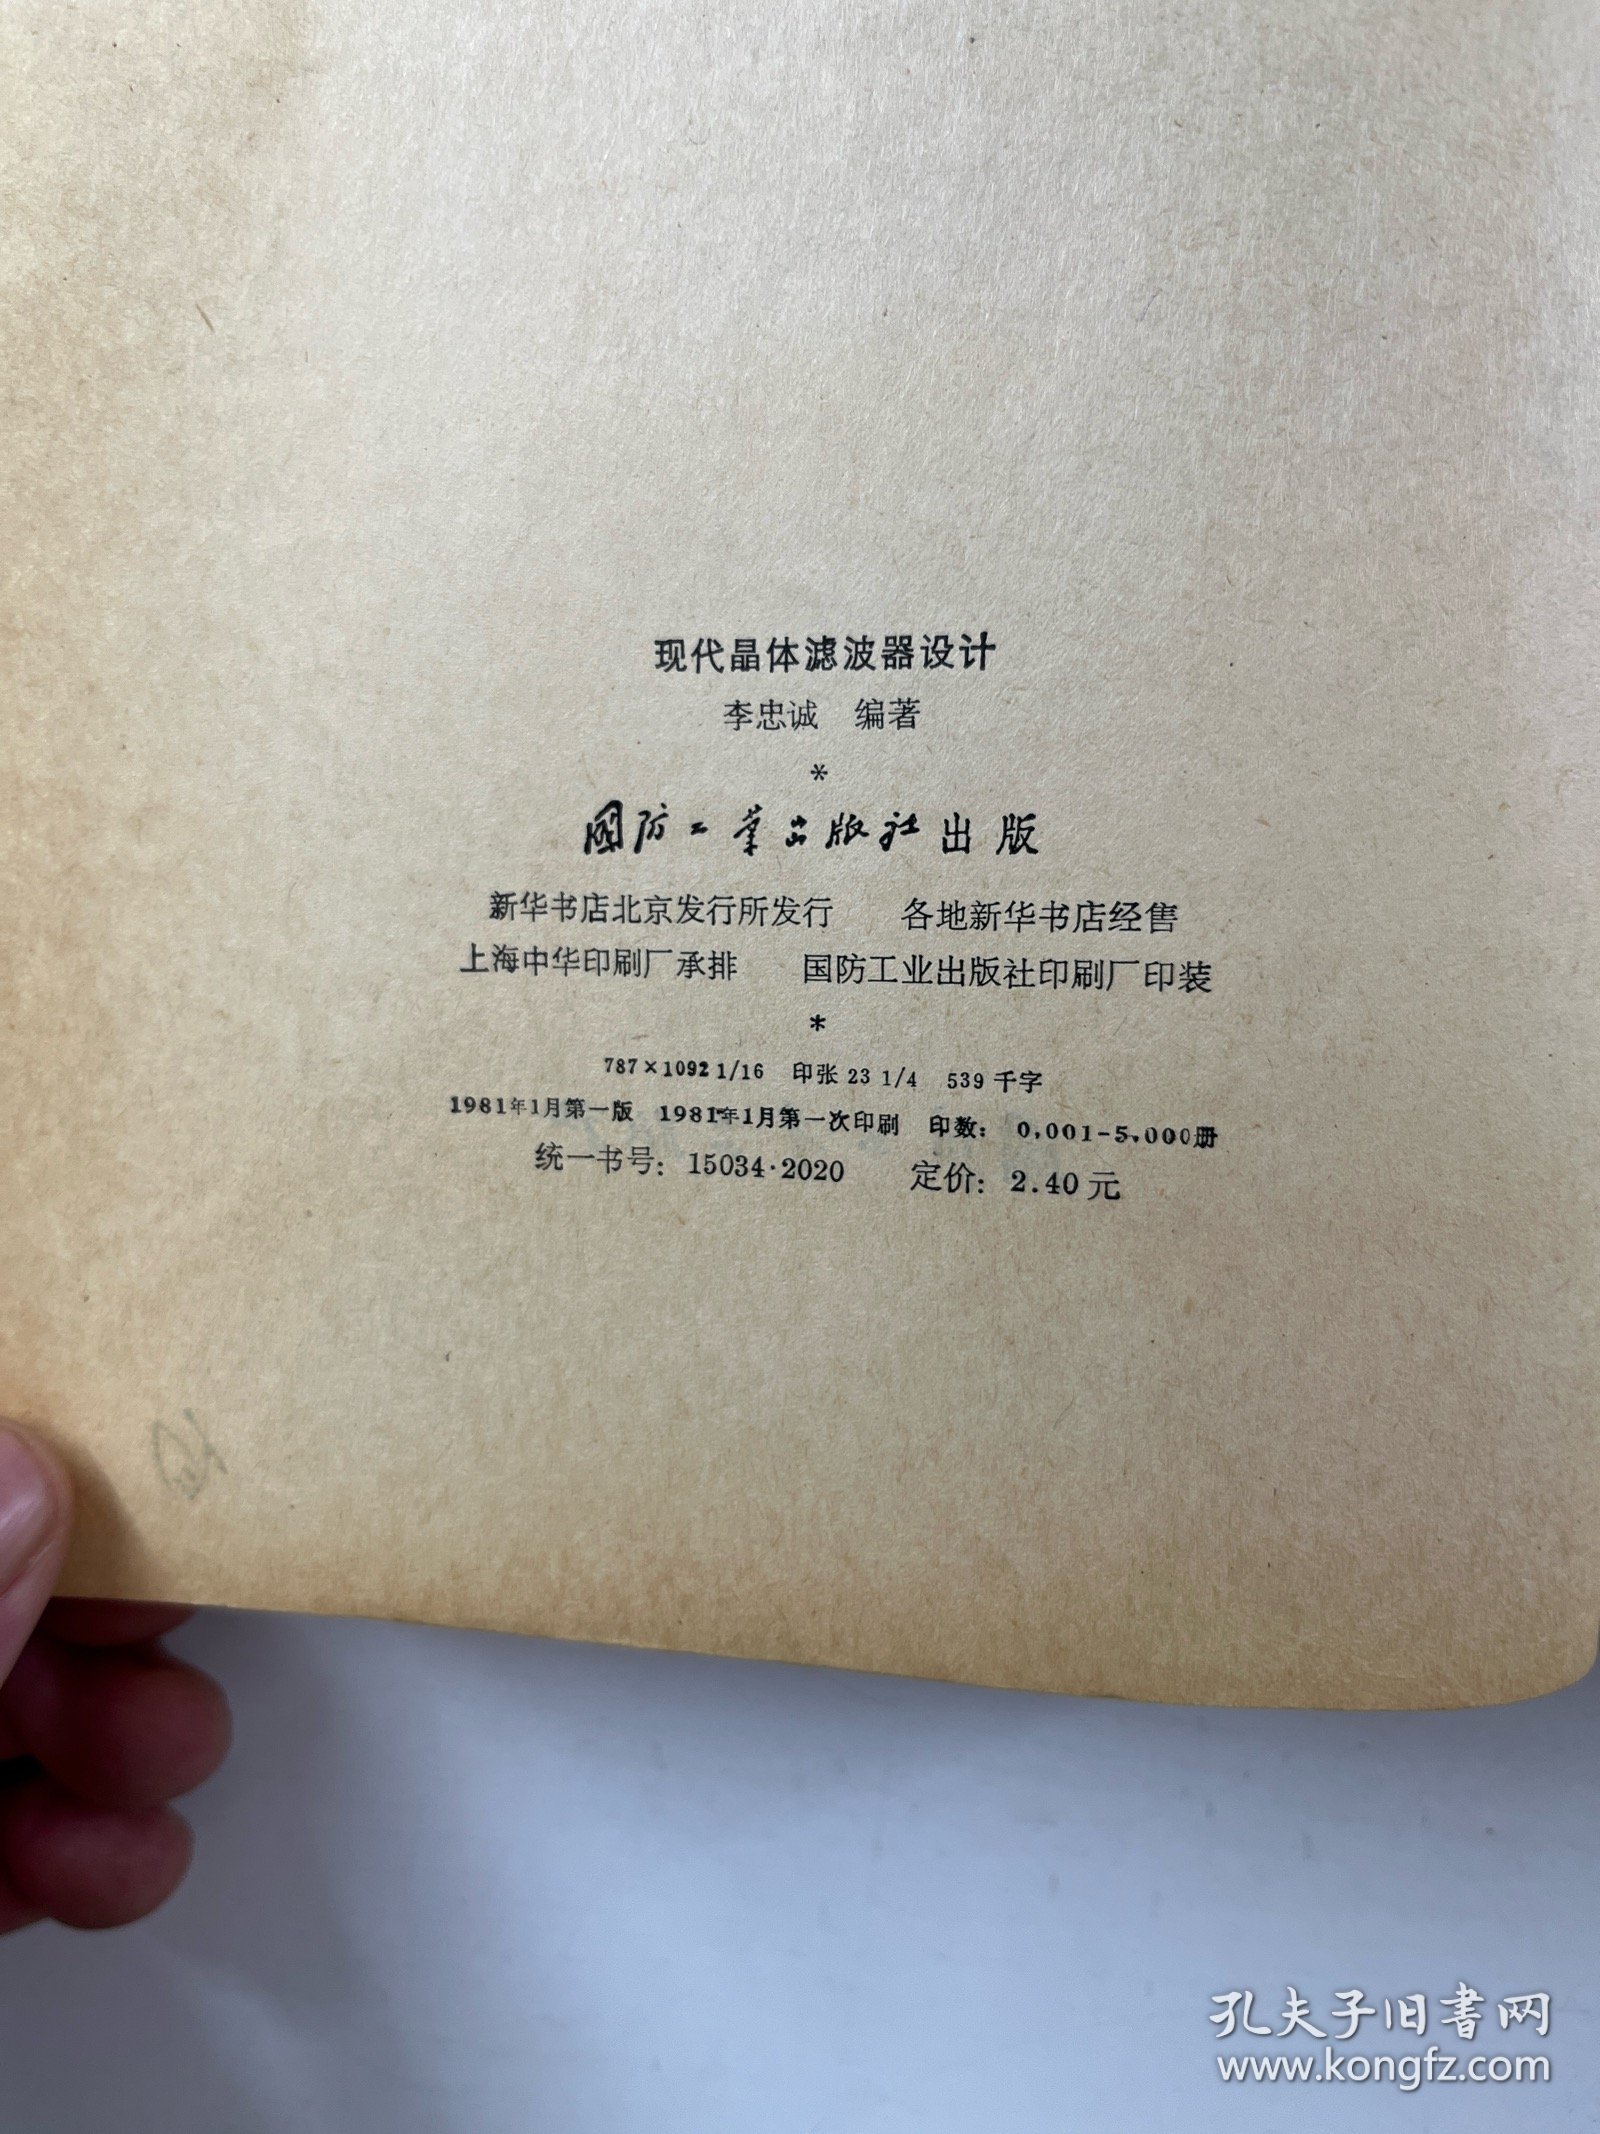 现代晶体滤波器设计
李忠诚 编著
*
國防工業出版社出版
新华书店北京发行所发行 各地新华书店经售
上海中华印刷厂承排 国防工业出版社印刷厂印装
*
787×1092 1/16 印张 23 1/4 539 千字
1981年1月第一版 1981年1月第一次印刷 印数: 0,001-5,000册
统一书号: 15034·2020 定价: 2.40 元
孔夫子旧書网
www.kongfz.com